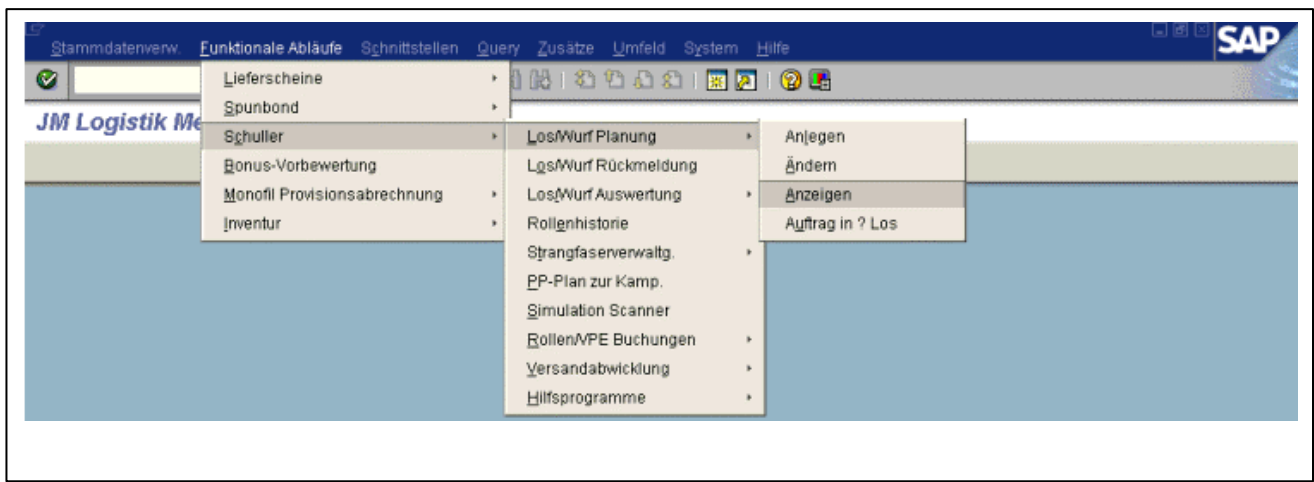 Stammdatenverw. Funktionale Abläufe Schnittstellen Query Zusätze Umfeld System Hilfe
SAP
JM Logistik Me
Lieferscheine
Spunbond
Schuller
Bonus-Vorbewertung
Monofil Provisionsabrechnung
Inventur
Los/Wurf Planung
Los/Wurf Rückmeldung
Los/Wurf Auswertung
Rollenhistorie
Strangfaserverwaltg.
PP-Plan zur Kamp.
Simulation Scanner
Rollen/VPE Buchungen
Versandabwicklung
Hilfsprogramme
Anlegen
Ändern
Anzeigen
Auftrag in ? Los